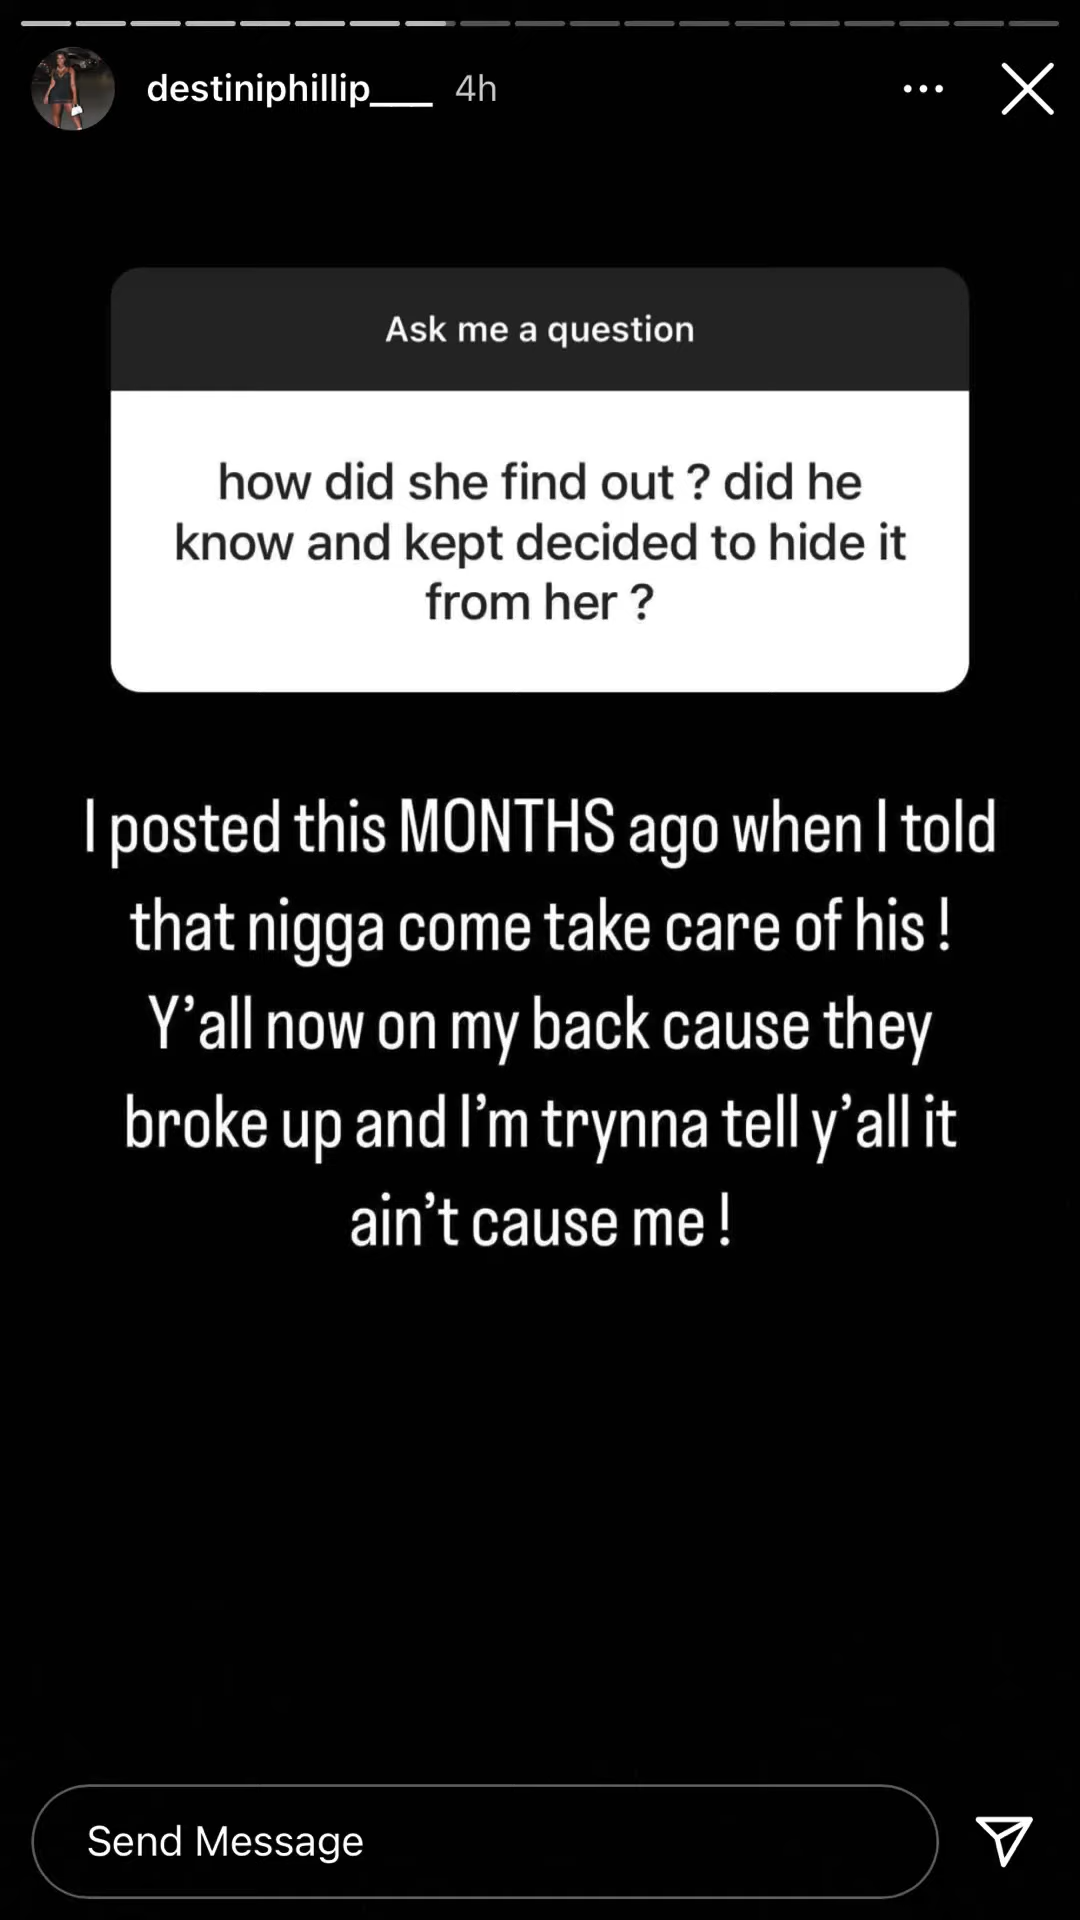 destiniphillip___ 4h
Ask me a question
how did she find out ? did he
know and kept decided to hide it
from her ?
I posted this MONTHS ago when I told
that nigga come take care of his !
Y’all now on my back cause they
broke up and I’m trynna tell y’all it
ain’t cause me !
Send Message